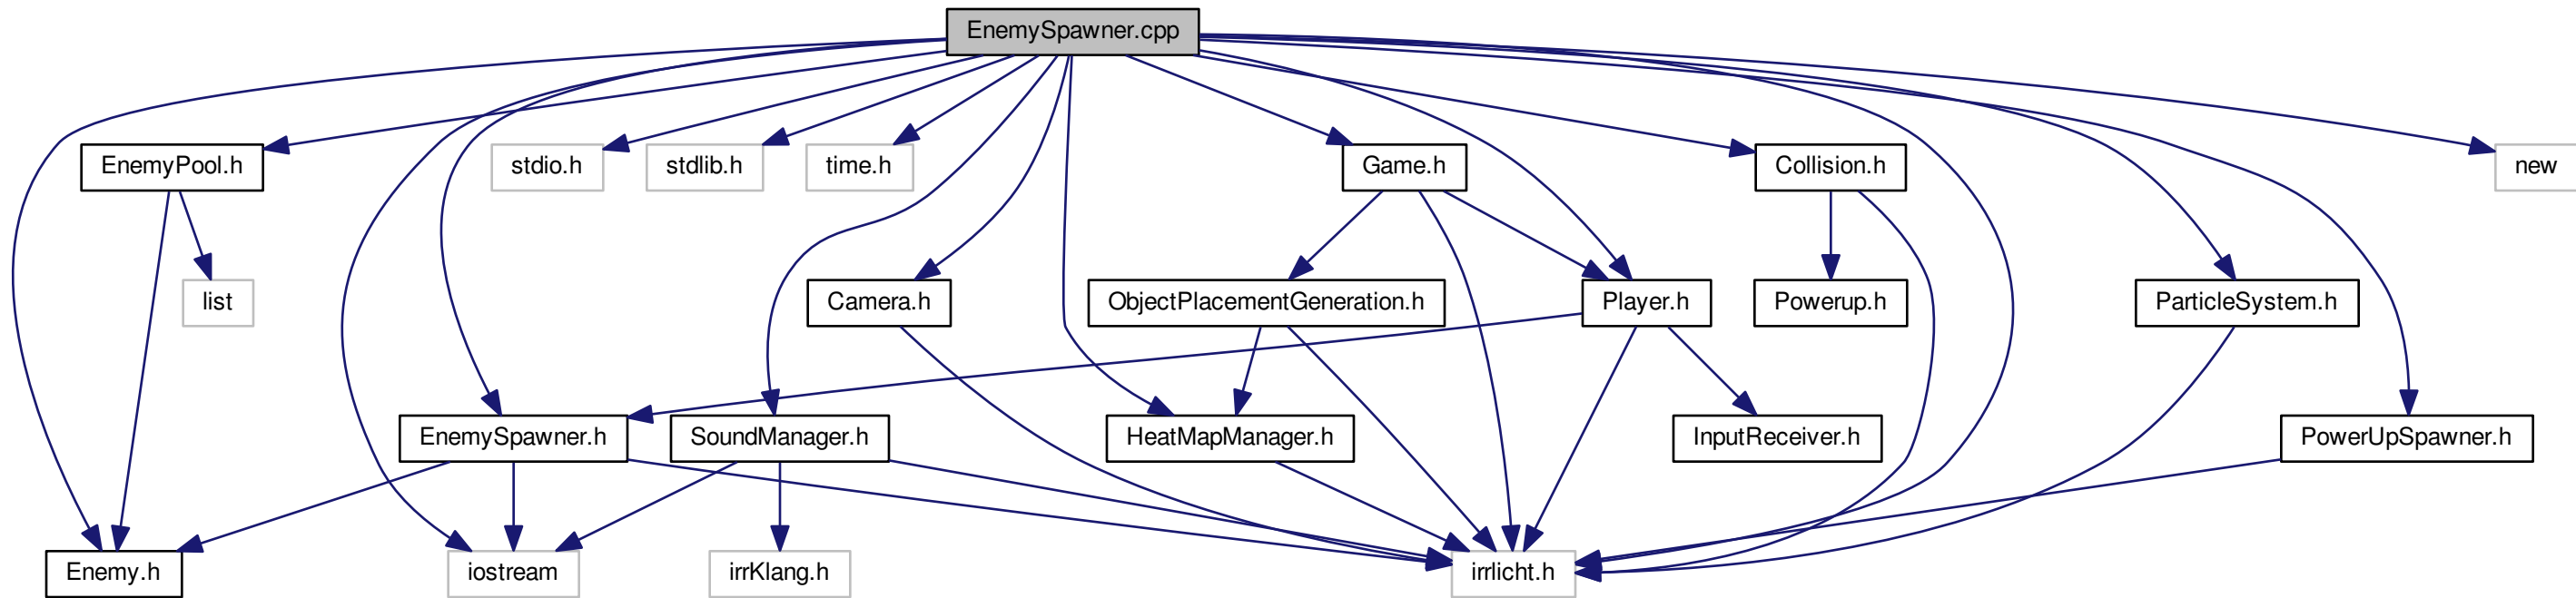 EnemySpawner.cpp
EnemyPool.h
stdio.h
stdlib.h
time.h
Game.h
Collision.h
new
list
Camera.h
ObjectPlacementGeneration.h
Player.h
Powerup.h
ParticleSystem.h
EnemySpawner.h
SoundManager.h
HeatMapManager.h
InputReceiver.h
PowerUpSpawner.h
Enemy.h
iostream
irrKlang.h
irrlicht.h